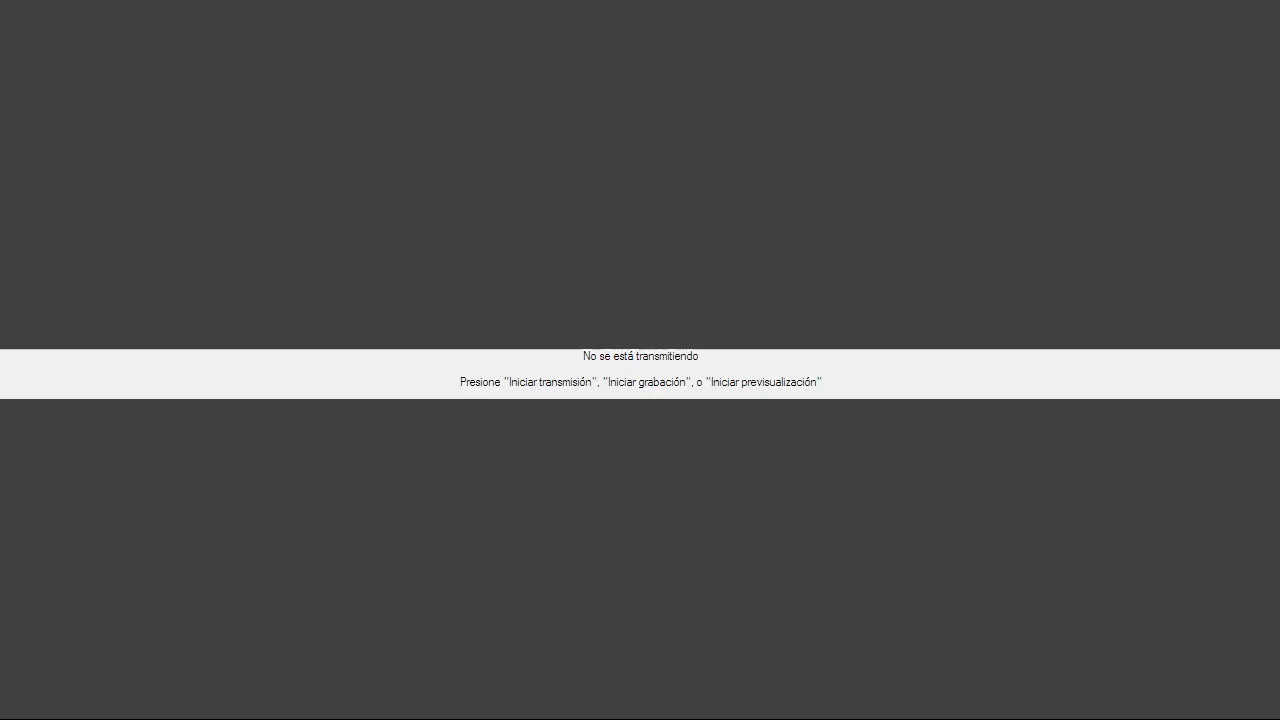 No se está transmitiendo
Presione "Iniciar transmisión", "Iniciar grabación", o "Iniciar previsualización"